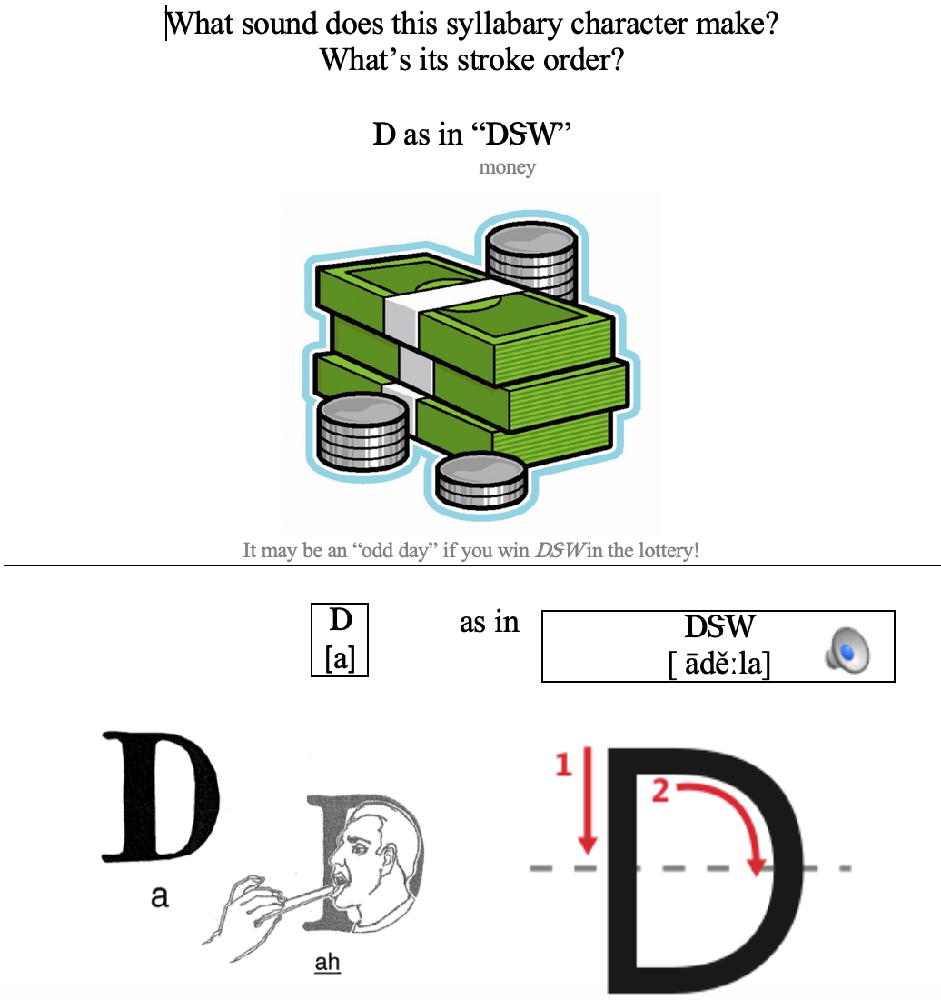 What sound does this syllabary character make?
What’s its stroke order?
Ꭰ as in “ᎠᏕᎳ”
money
It may be an “odd day” if you win ᎠᏕᎳ in the lottery!
Ꭰ
[a]
as in
ᎠᏕᎳ
[ ādě:la]
Ꭰ
a
ah
1
2
Ꭰ